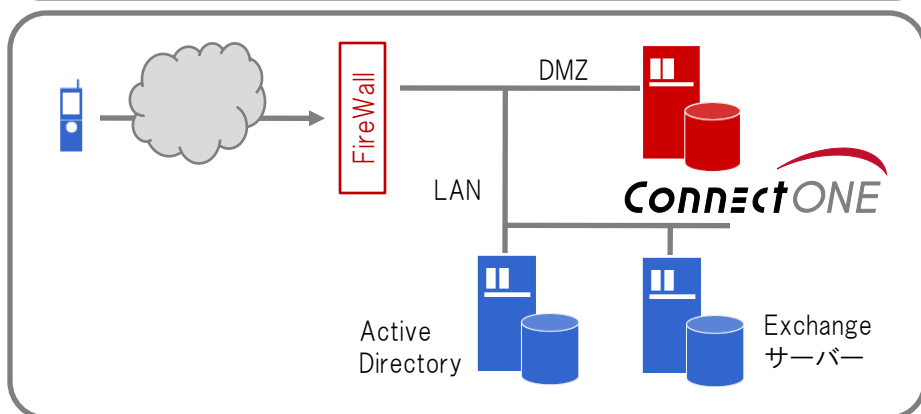 FireWall
DMZ
LAN
ConnectONE
Active
Directory
Exchange
サーバー